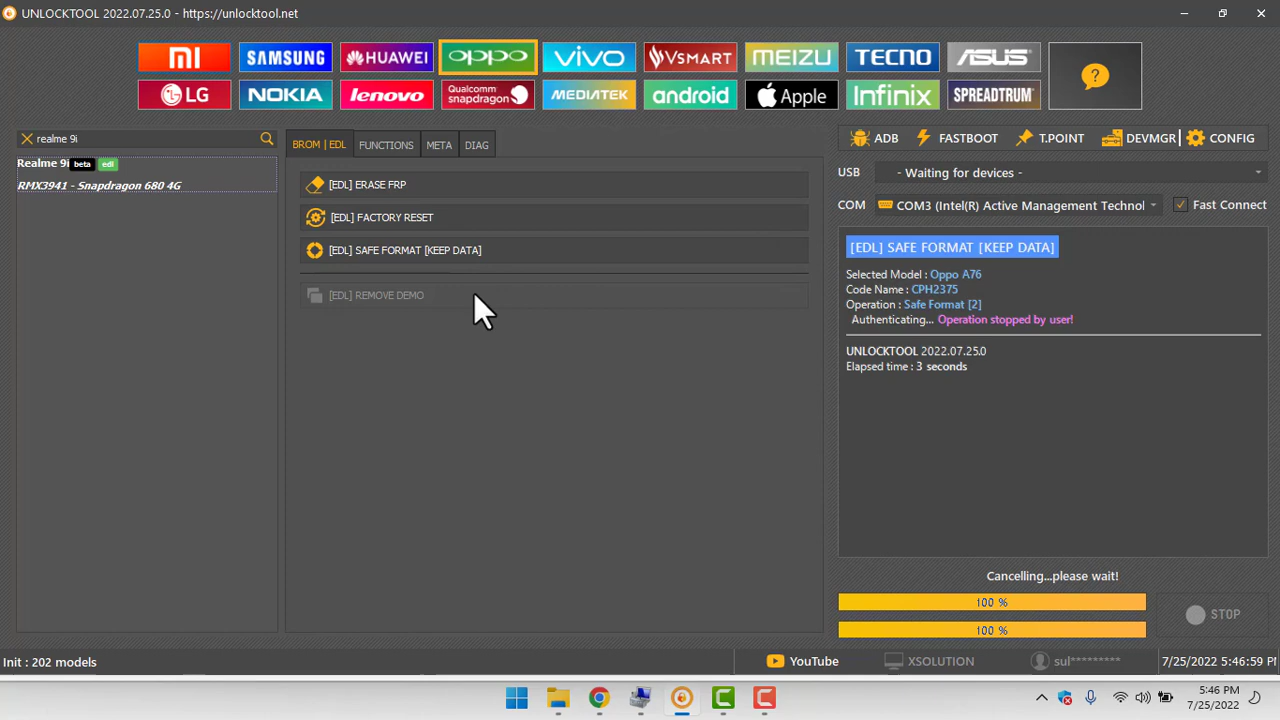 UNLOCKTOOL 2022.07.25.0 - https://unlocktool.net
MI SAMSUNG HUAWEI oppo vivo VSMART MEIZU TECNO ASUS ?
LG NOKIA lenovo Qualcomm snapdragon MEDIATEK android Apple Infinix SPREADTRUM
realme 9i
Realme 9i beta edl
RMX3941 - Snapdragon 680 4G
BROM | EDL FUNCTIONS META DIAG
[EDL] ERASE FRP
[EDL] FACTORY RESET
[EDL] SAFE FORMAT [KEEP DATA]
[EDL] REMOVE DEMO
ADB FASTBOOT T.POINT DEVMGR CONFIG
USB - Waiting for devices -
COM COM3 (Intel(R) Active Management Technol Fast Connect
[EDL] SAFE FORMAT [KEEP DATA]
Selected Model : Oppo A76
Code Name : CPH2375
Operation : Safe Format [2]
Authenticating... Operation stopped by user!
UNLOCKTOOL 2022.07.25.0
Elapsed time : 3 seconds
Cancelling...please wait!
100 %
100 %
STOP
Init : 202 models
YouTube XSOLUTION sul********* 7/25/2022 5:46:59 PM
5:46 PM
7/25/2022